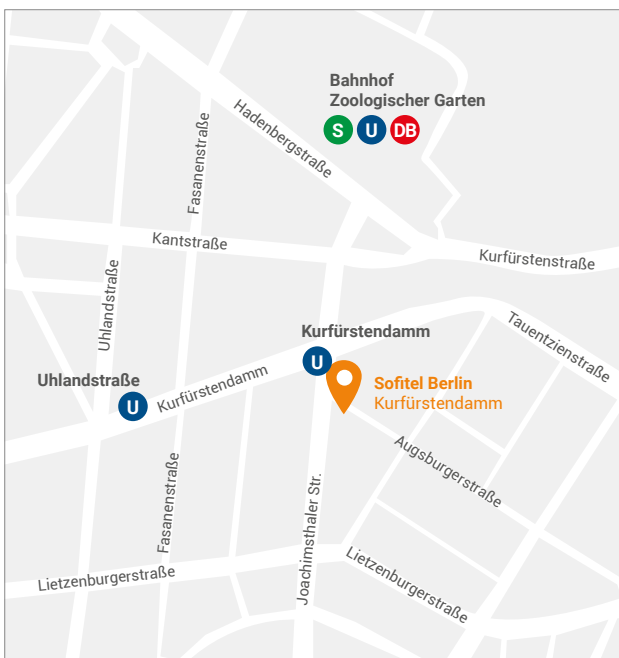 Bahnhof
Zoologischer Garten
S U DB
Hadenbergstraße
Fasanenstraße
Kantstraße
Kurfürstenstraße
Uhlandstraße
Kurfürstendamm
U
Tauentzienstraße
Uhlandstraße
U
Kurfürstendamm
Sofitel Berlin
Kurfürstendamm
Augsburgerstraße
Fasanenstraße
Joachimsthaler Str.
Lietzenburgerstraße
Lietzenburgerstraße